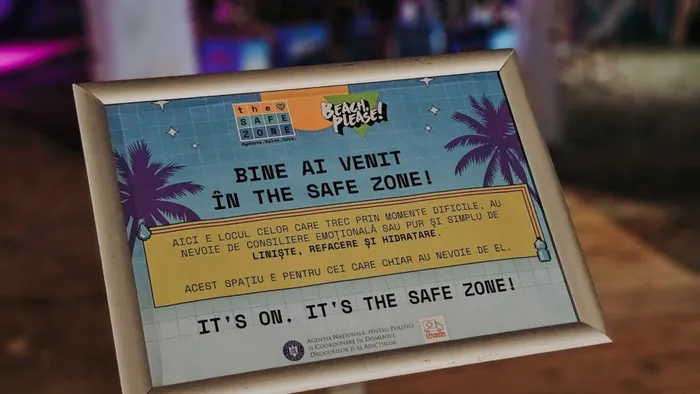 the
SAFE
ZONE
Hydrate. Relax. Care.
BEACH,
PLEASE!
BINE AI VENIT
ÎN THE SAFE ZONE!
AICI E LOCUL CELOR CARE TREC PRIN MOMENTE DIFICILE, AU
NEVOIE DE CONSILIERE EMOȚIONALĂ SAU PUR ȘI SIMPLU DE
LINIȘTE, REFACERE ȘI HIDRATARE.
ACEST SPAȚIU E PENTRU CEI CARE CHIAR AU NEVOIE DE EL.
IT'S ON. IT'S THE SAFE ZONE!
AGENȚIA NAȚIONALĂ PENTRU POLITICI
ȘI COORDONARE ÎN DOMENIUL
DROGURILOR ȘI AL ADICȚIILOR